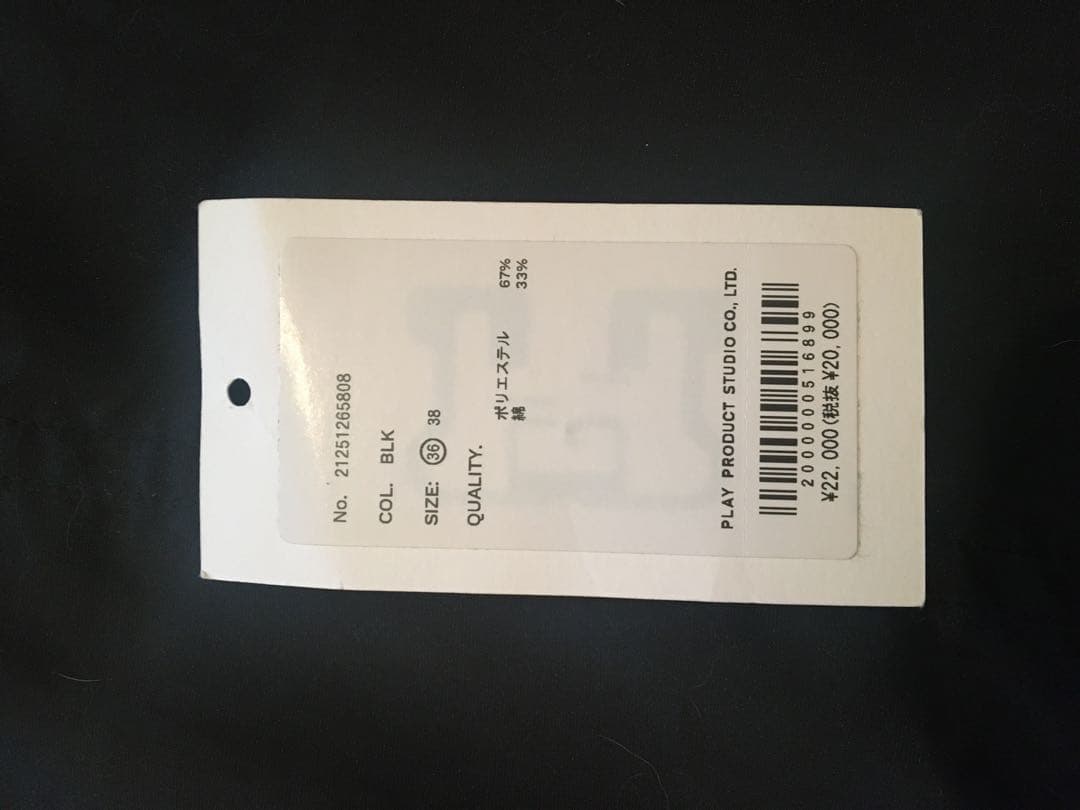 No. 21251265808
COL. BLK
SIZE: 36 38
QUALITY.
ポリエステル 67%
綿 33%
PLAY PRODUCT STUDIO CO., LTD.
2000000516899
¥22,000(税抜 ¥20,000)